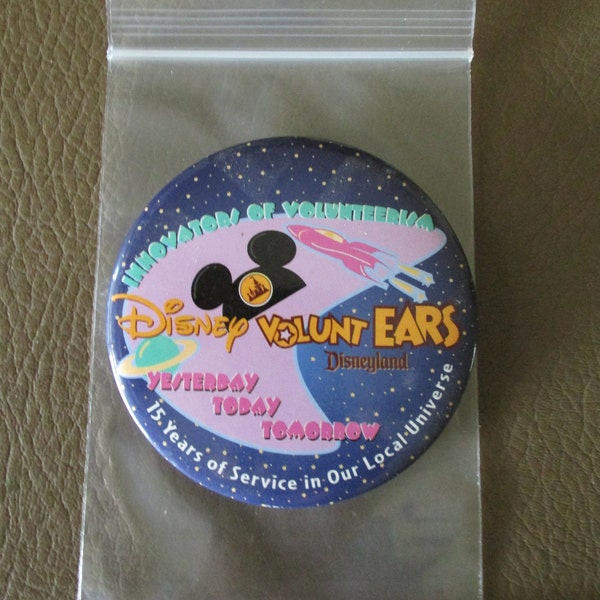 INNOVATORS OF VOLUNTEERISM
DISNEY VOLUNT EARS
Disneyland
YESTERDAY
TODAY
TOMORROW
15 Years of Service in Our Local Universe